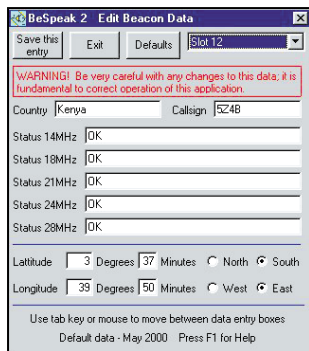 BeSpeak 2 Edit Beacon Data
Save this entry Exit Defaults Slot 12
WARNING! Be very careful with any changes to this data; it is
fundamental to correct operation of this application.
Country Kenya Callsign 5Z4B
Status 14MHz OK
Status 18MHz OK
Status 21MHz OK
Status 24MHz OK
Status 28MHz OK
Lattitude 3 Degrees 37 Minutes North South
Longitude 39 Degrees 50 Minutes West East
Use tab key or mouse to move between data entry boxes
Default data - May 2000 Press F1 for Help